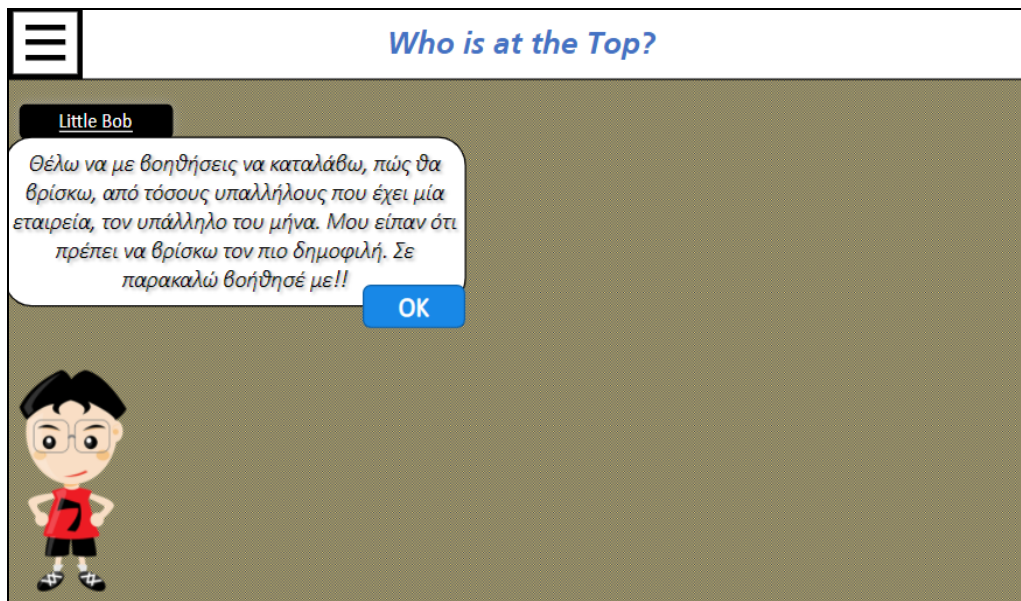 Who is at the Top?
Little Bob
Θέλω να με βοηθήσεις να καταλάβω, πώς θα
βρίσκω, από τόσους υπαλλήλους που έχει μία
εταιρεία, τον υπάλληλο του μήνα. Μου είπαν ότι
πρέπει να βρίσκω τον πιο δημοφιλή. Σε
παρακαλώ βοήθησέ με!!
OK